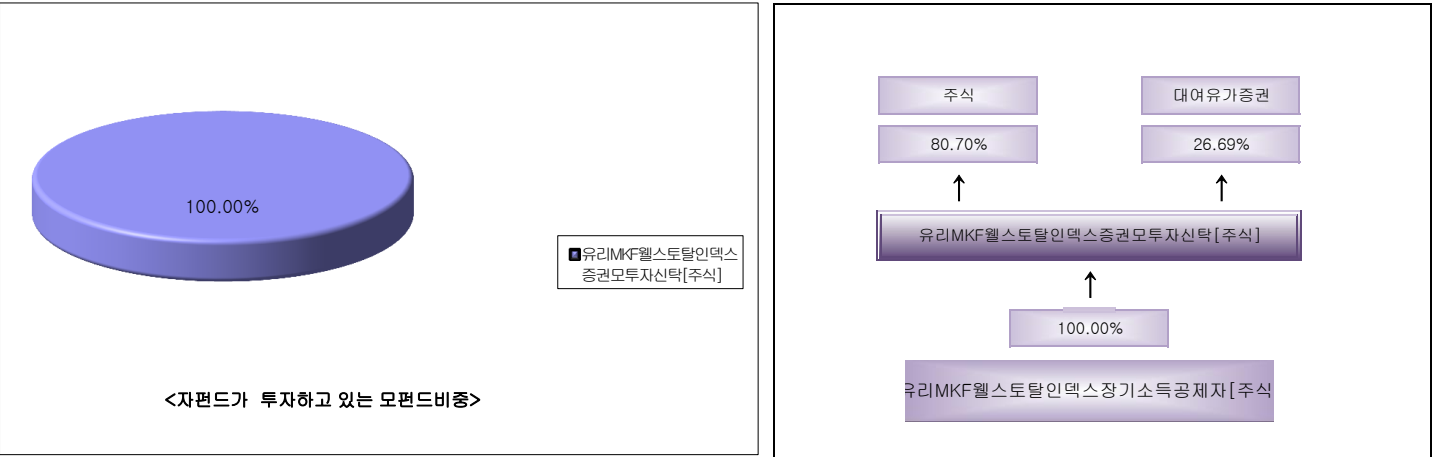 100.00%
유리MKF웰스토탈인덱스
증권모투자신탁[주식]
<자펀드가 투자하고 있는 모펀드비중>
주식
대여유가증권
80.70%
26.69%
↑
↑
유리MKF웰스토탈인덱스증권모투자신탁[주식]
↑
100.00%
유리MKF웰스토탈인덱스장기소득공제자[주식